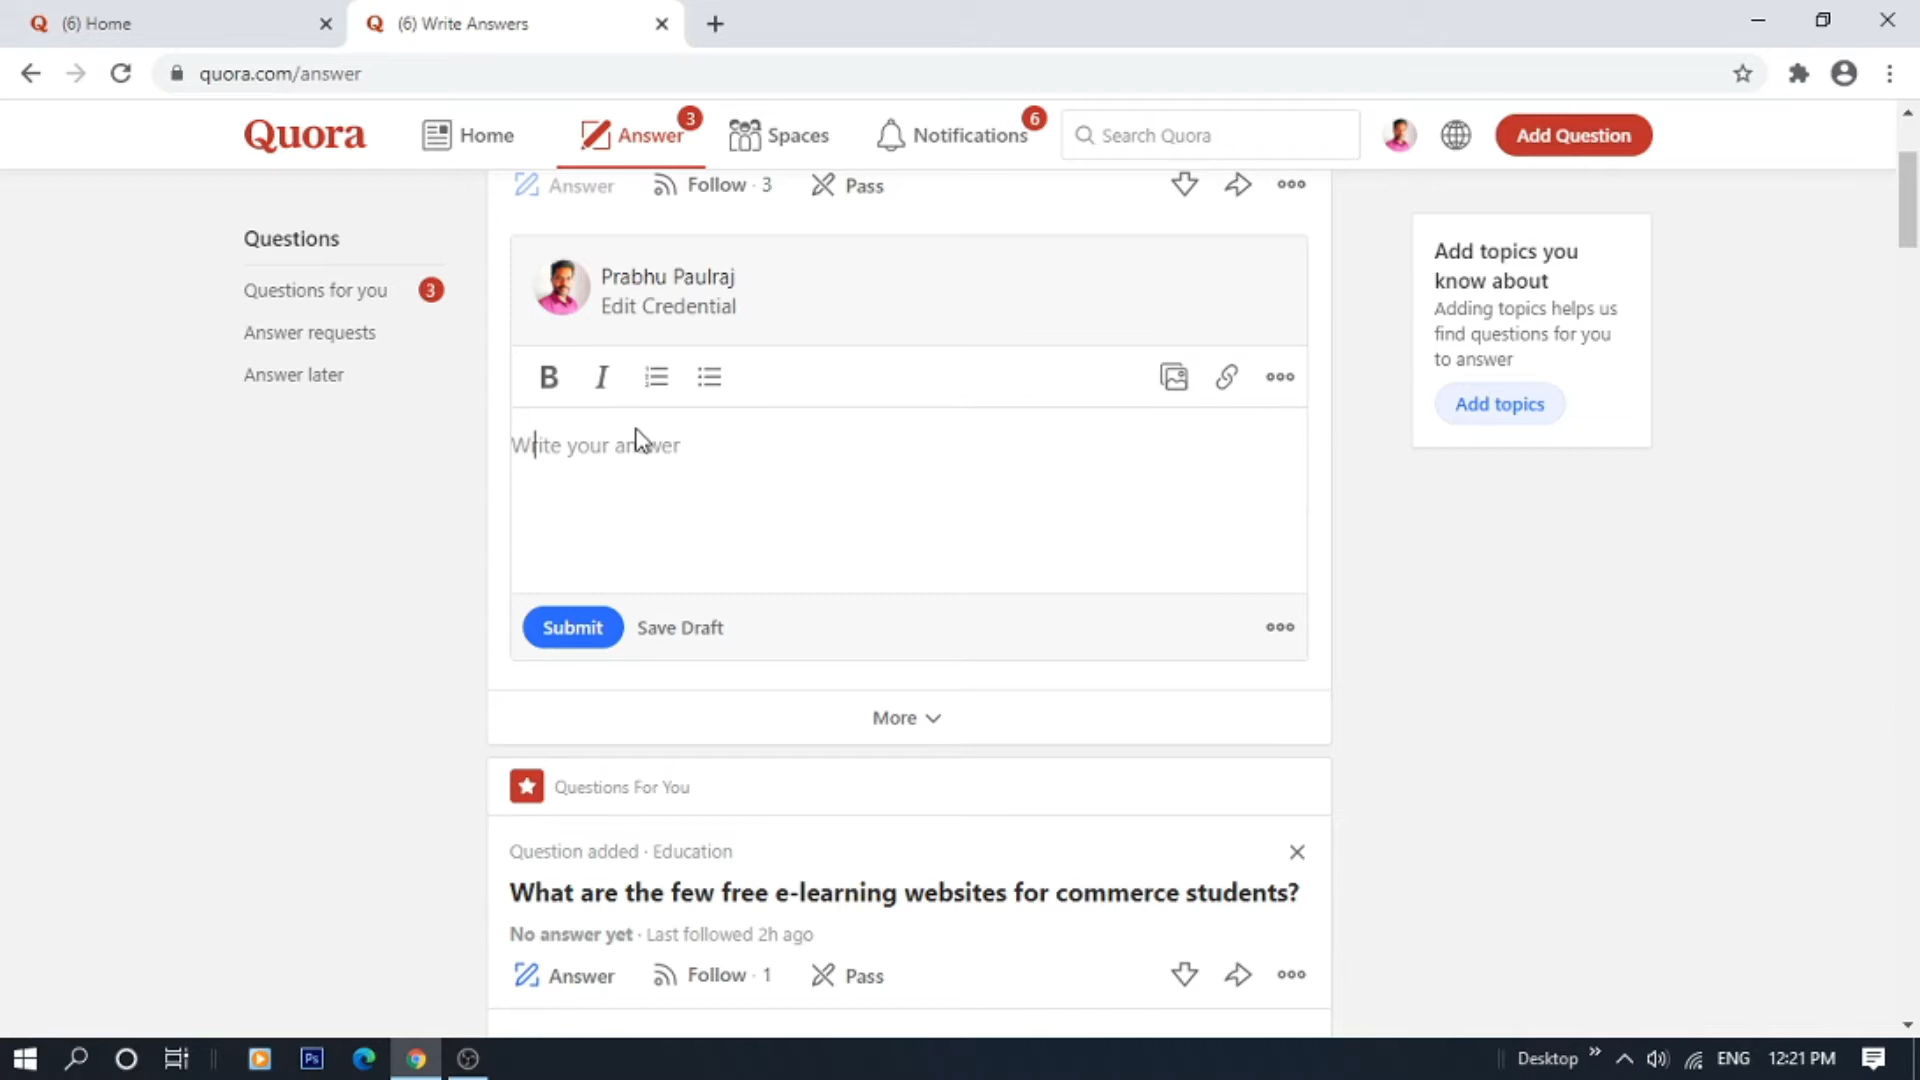 (6) Home
(6) Write Answers
quora.com/answer
Quora
Home
Answer
3
Spaces
Notifications
6
Search Quora
Add Question
Answer
Follow · 3
Pass
Questions
Questions for you
3
Answer requests
Answer later
Prabhu Paulraj
Edit Credential
B
I
Write your answer
Submit
Save Draft
More
Add topics you
know about
Adding topics helps us
find questions for you
to answer
Add topics
Questions For You
Question added · Education
What are the few free e-learning websites for commerce students?
No answer yet · Last followed 2h ago
Answer
Follow · 1
Pass
Ps
Desktop
ENG
12:21 PM